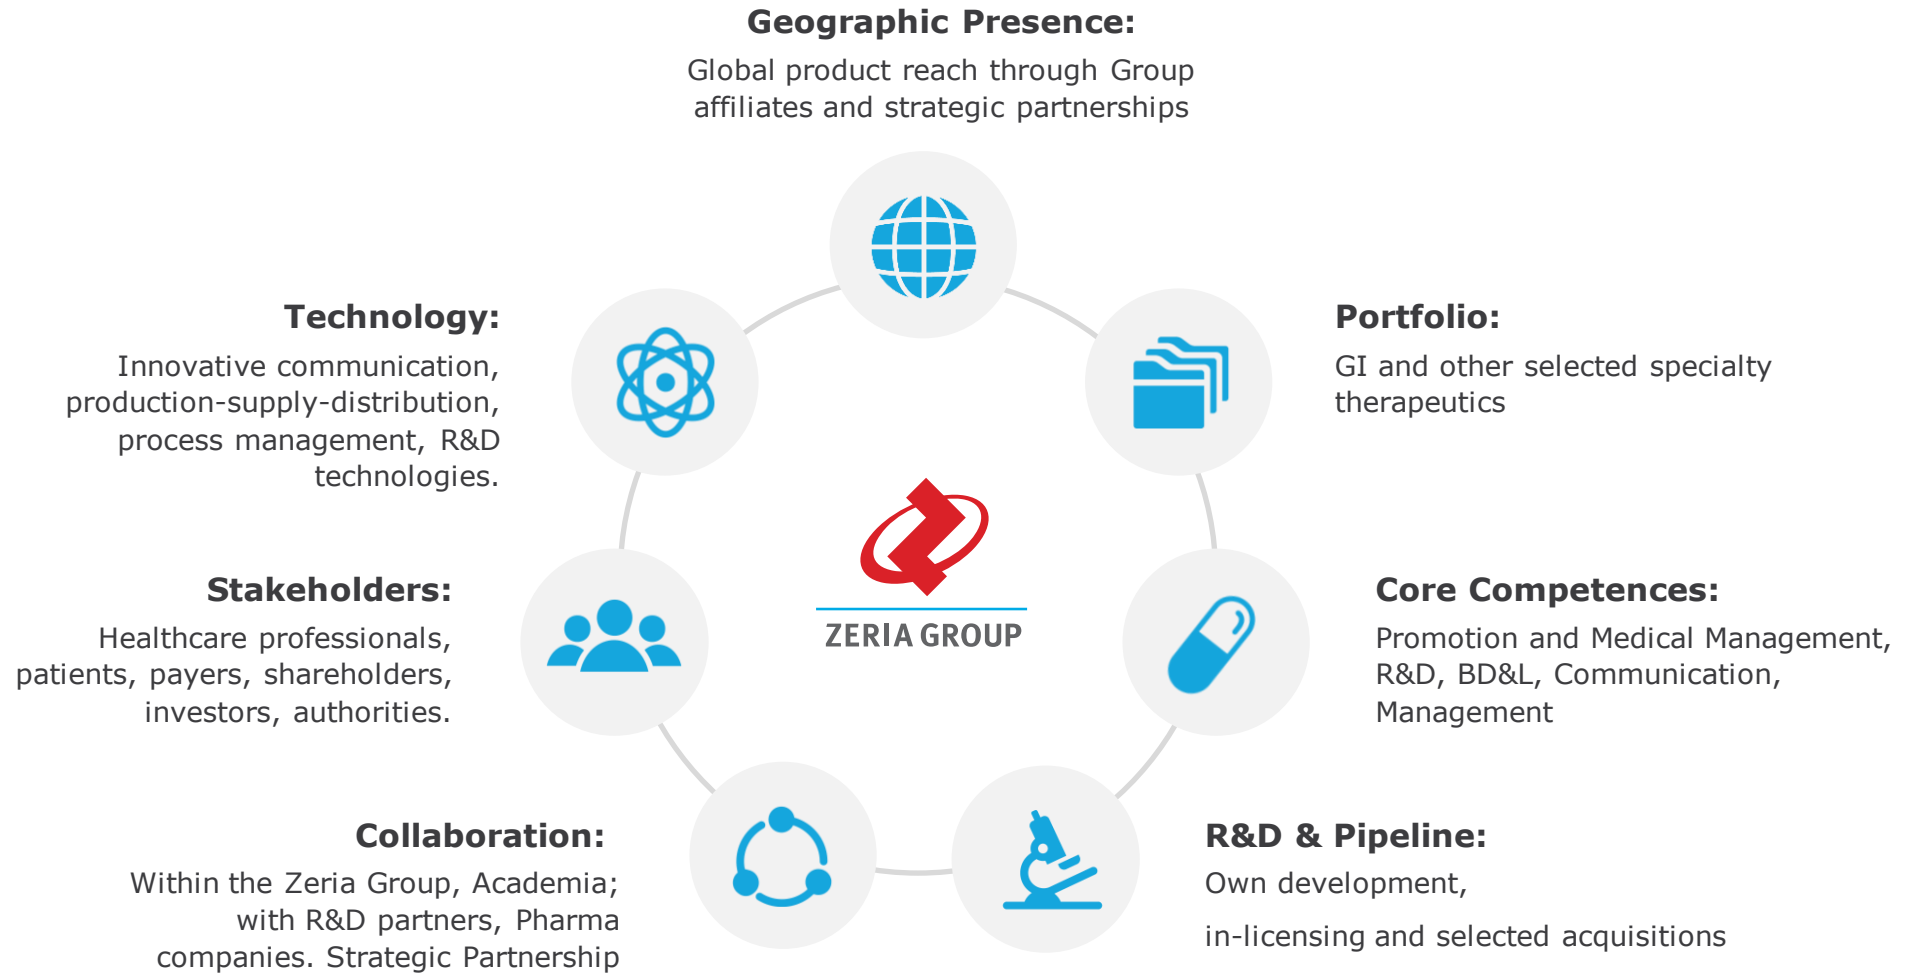 Geographic Presence:
Global product reach through Group
affiliates and strategic partnerships
Technology:
Innovative communication,
production-supply-distribution,
process management, R&D
technologies.
Portfolio:
GI and other selected specialty
therapeutics
ZERIA GROUP
Stakeholders:
Healthcare professionals,
patients, payers, shareholders,
investors, authorities.
Core Competences:
Promotion and Medical Management,
R&D, BD&L, Communication,
Management
Collaboration:
Within the Zeria Group, Academia;
with R&D partners, Pharma
companies. Strategic Partnership
R&D & Pipeline:
Own development,
in-licensing and selected acquisitions